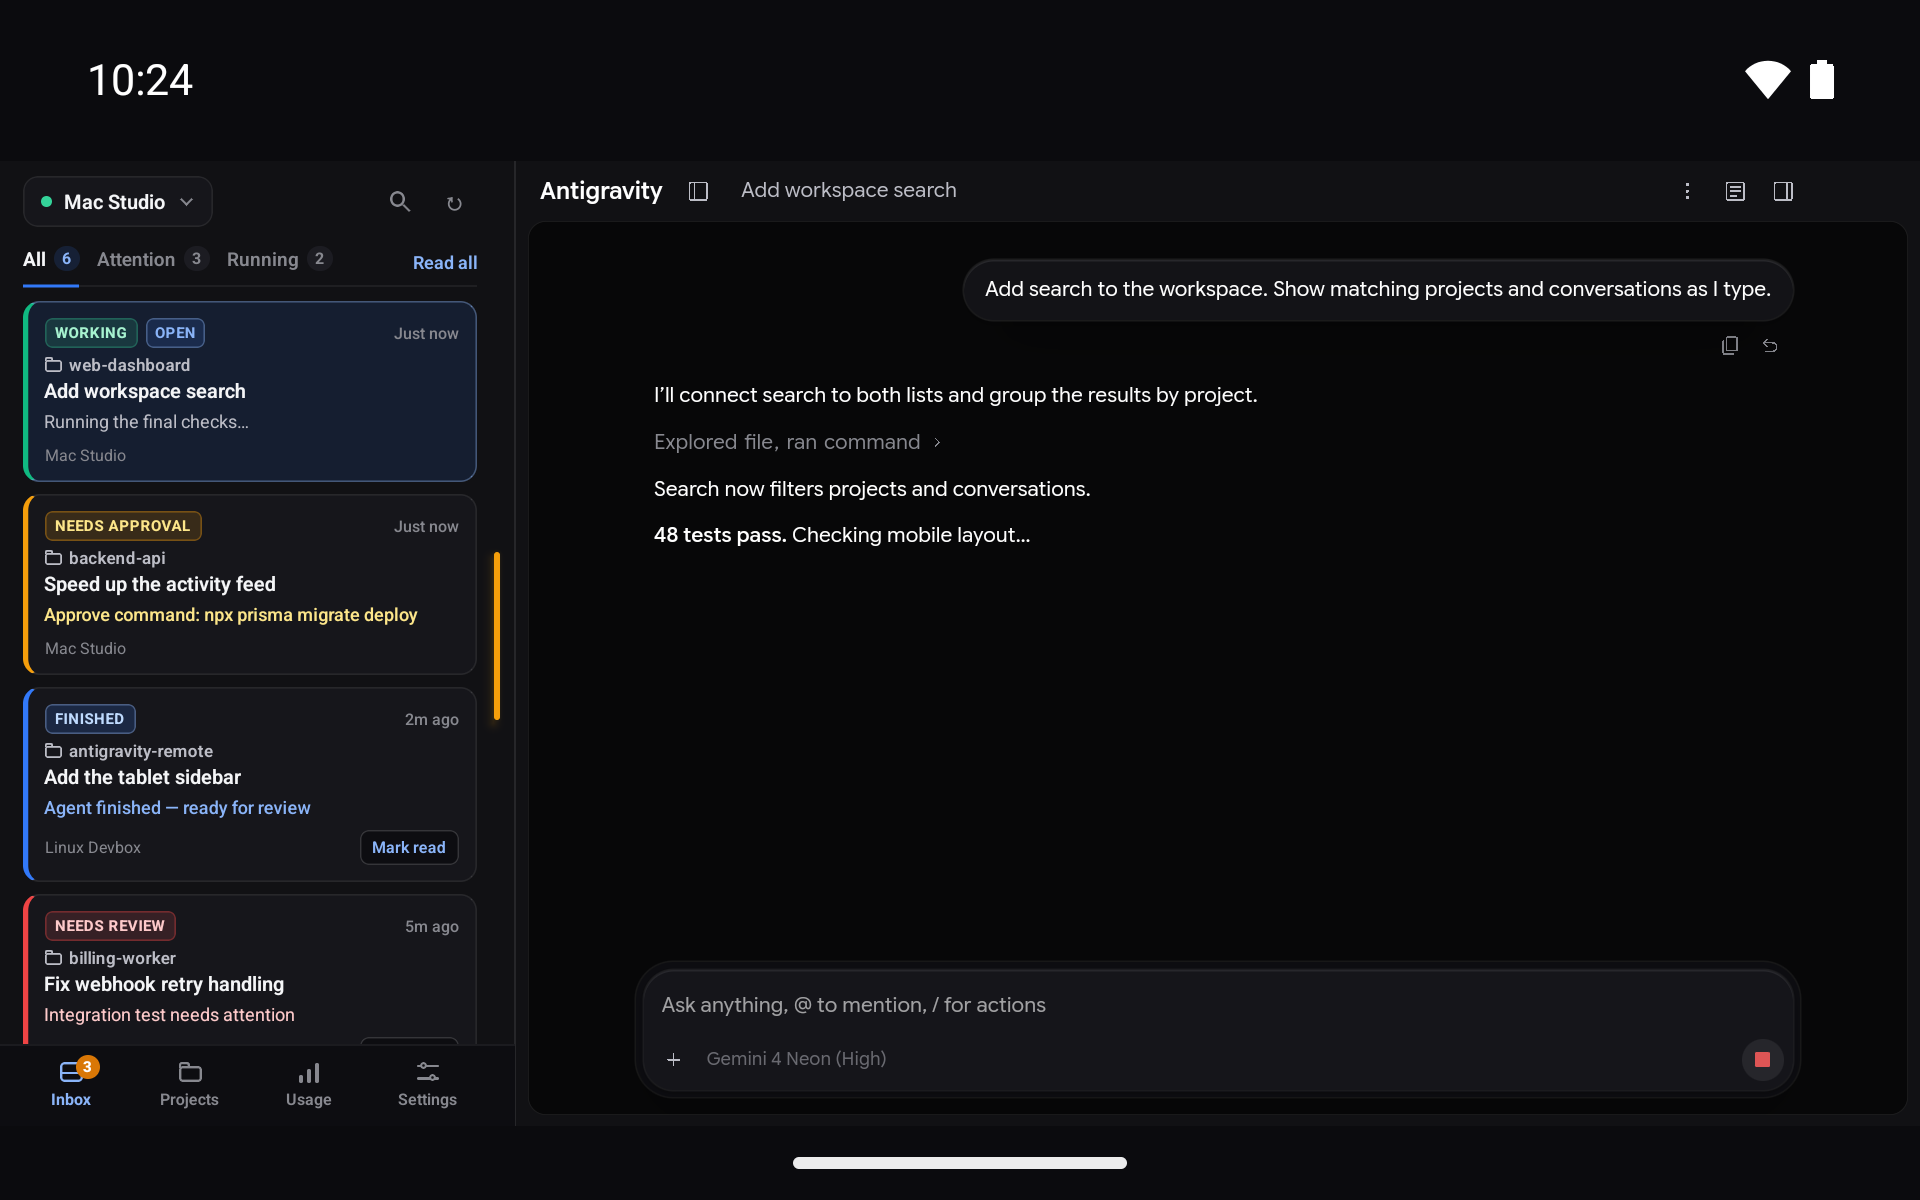 10:24
Mac Studio
All 6 Attention 3 Running 2 Read all
WORKING OPEN Just now
web-dashboard
Add workspace search
Running the final checks…
Mac Studio
NEEDS APPROVAL Just now
backend-api
Speed up the activity feed
Approve command: npx prisma migrate deploy
Mac Studio
FINISHED 2m ago
antigravity-remote
Add the tablet sidebar
Agent finished — ready for review
Linux Devbox Mark read
NEEDS REVIEW 5m ago
billing-worker
Fix webhook retry handling
Integration test needs attention
3
Inbox Projects Usage Settings
Antigravity Add workspace search
Add search to the workspace. Show matching projects and conversations as I type.
I’ll connect search to both lists and group the results by project.
Explored file, ran command
Search now filters projects and conversations.
48 tests pass. Checking mobile layout…
Ask anything, @ to mention, / for actions
Gemini 4 Neon (High)